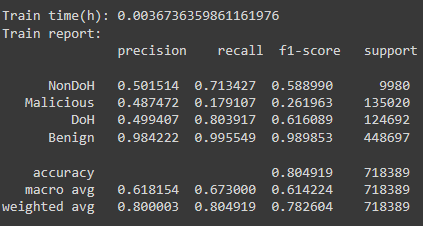 Train time(h): 0.0036736359861161976
Train report:
precision recall f1-score support
NonDoH 0.501514 0.713427 0.588990 9980
Malicious 0.487472 0.179107 0.261963 135020
DoH 0.499407 0.803917 0.616089 124692
Benign 0.984222 0.995549 0.989853 448697
accuracy 0.804919 718389
macro avg 0.618154 0.673000 0.614224 718389
weighted avg 0.800003 0.804919 0.782604 718389